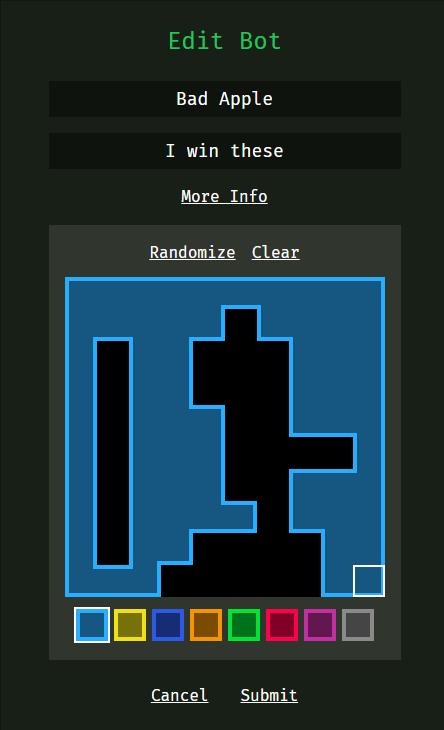 Edit Bot
Bad Apple
I win these
More Info
Randomize Clear
Cancel Submit